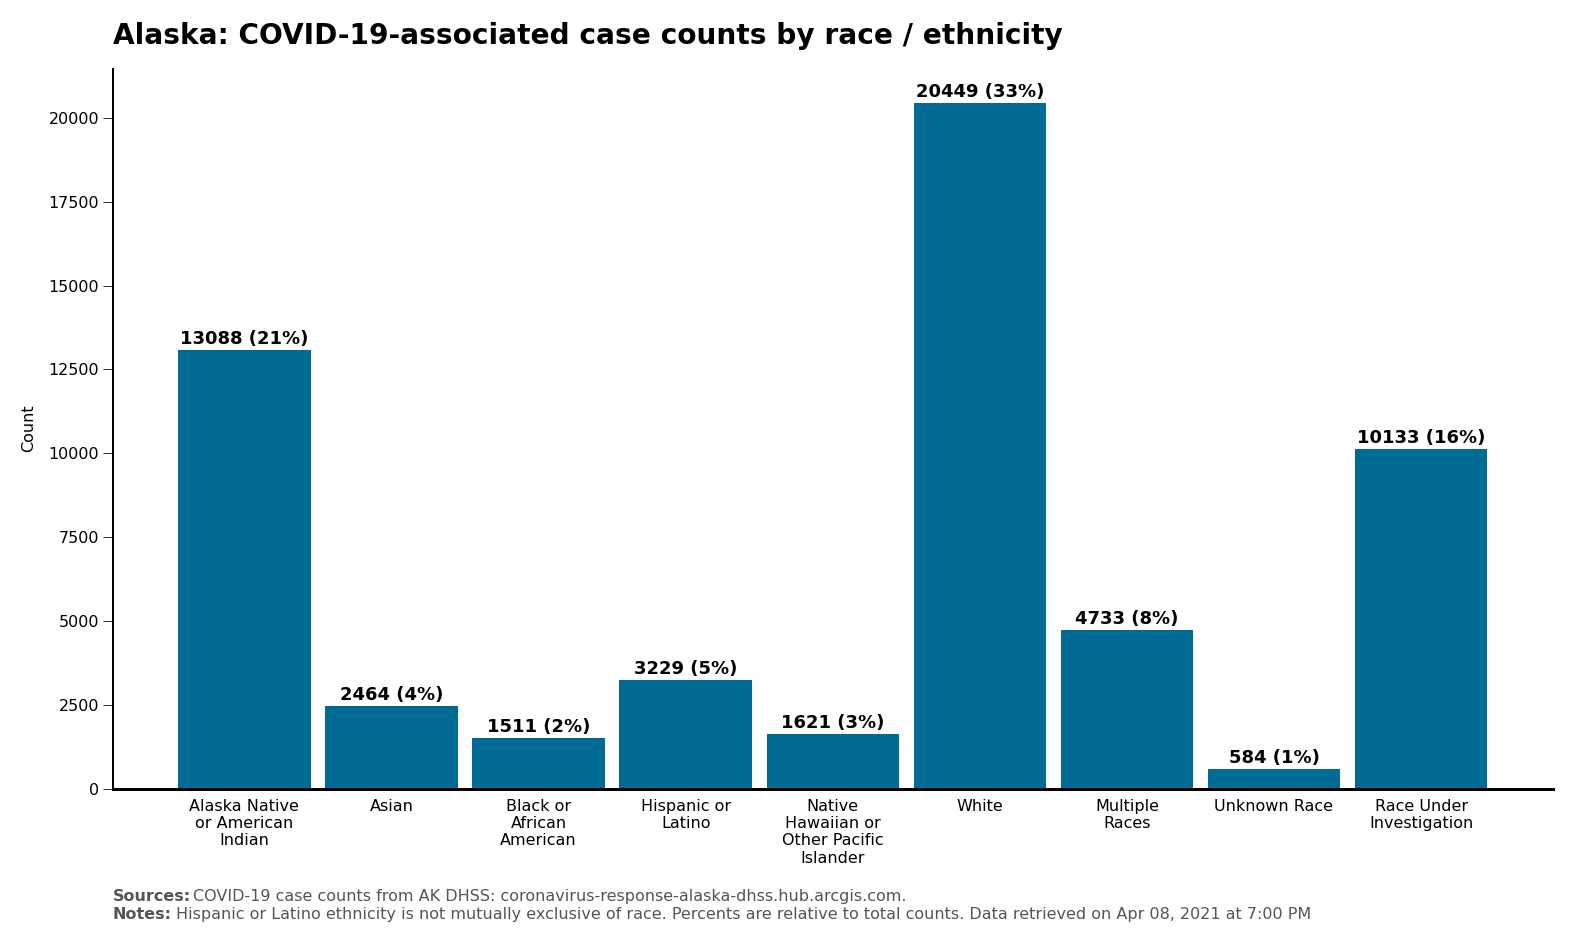 Alaska: COVID-19-associated case counts by race / ethnicity
Count
20000
17500
15000
12500
10000
7500
5000
2500
0
13088 (21%)
2464 (4%)
1511 (2%)
3229 (5%)
1621 (3%)
20449 (33%)
4733 (8%)
584 (1%)
10133 (16%)
Alaska Native
or American
Indian
Asian
Black or
African
American
Hispanic or
Latino
Native
Hawaiian or
Other Pacific
Islander
White
Multiple
Races
Unknown Race
Race Under
Investigation
Sources: COVID-19 case counts from AK DHSS: coronavirus-response-alaska-dhss.hub.arcgis.com.
Notes: Hispanic or Latino ethnicity is not mutually exclusive of race. Percents are relative to total counts. Data retrieved on Apr 08, 2021 at 7:00 PM